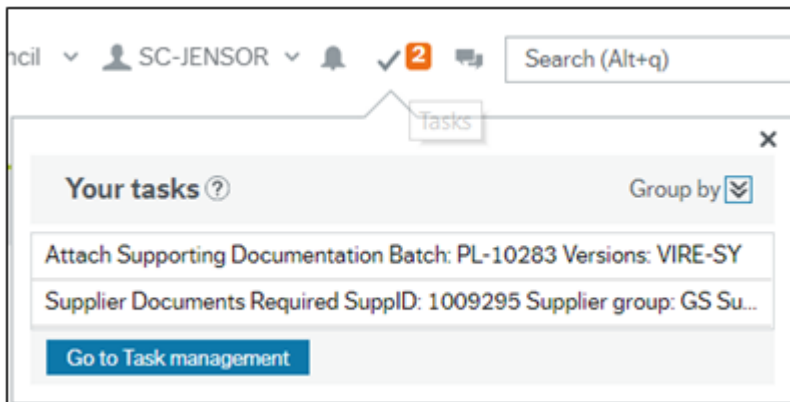 ncil SC-JENSOR 2 Search (Alt+q)
Tasks
Your tasks ? Group by
Attach Supporting Documentation Batch: PL-10283 Versions: VIRE-SY
Supplier Documents Required SuppID: 1009295 Supplier group: GS Su...
Go to Task management